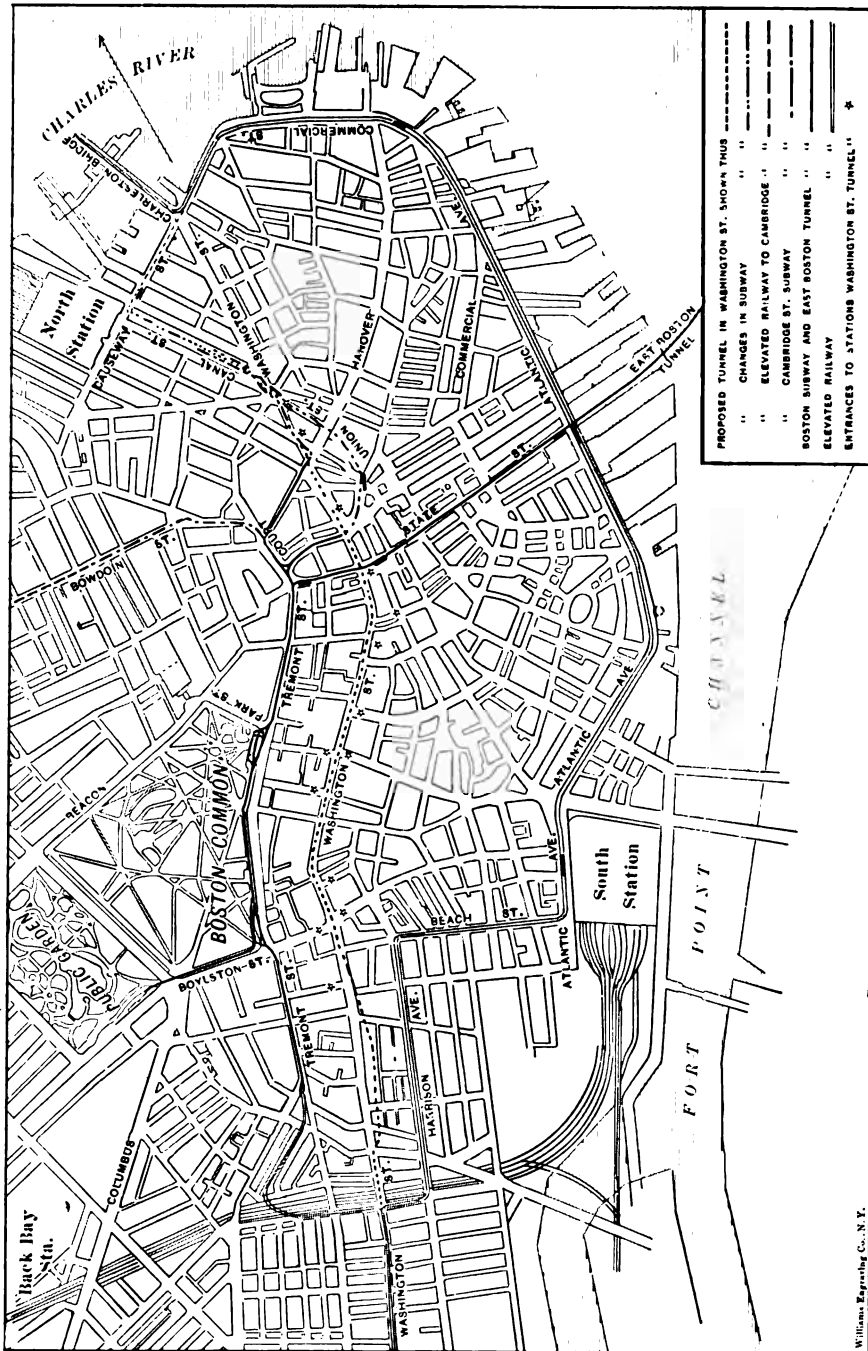 CHARLES RIVER
CHARLESTON BRIDGE
North
Station
CAUSEWAY ST.
CANAL ST.
WASHINGTON ST.
COMMERCIAL ST.
HANOVER
COMMERCIAL
AVE.
ATLANTIC
UNION ST.
EAST BOSTON
TUNNEL
STATE ST.
COURT
BOWDOIN ST.
TREMONT ST.
PARK ST.
BEACON
BOSTON COMMON
PUBLIC GARDEN
BOYLSTON ST.
WASHINGTON ST.
ATLANTIC AVE
CHANNEL
BEACH ST.
ATLANTIC AVE.
South
Station
POINT
FORT
TREMONT ST.
HARRISON AVE.
COLUMBUS
Back Bay
Sta.
WASHINGTON ST.
PROPOSED TUNNEL IN WASHINGTON ST. SHOWN THUS
" CHANGES IN SUBWAY " "
" ELEVATED RAILWAY TO CAMBRIDGE " "
" CAMBRIDGE ST. SUBWAY " "
BOSTON SUBWAY AND EAST BOSTON TUNNEL " "
ELEVATED RAILWAY " "
ENTRANCES TO STATIONS WASHINGTON ST. TUNNEL " ☆
Williams Engraving Co., N.Y.